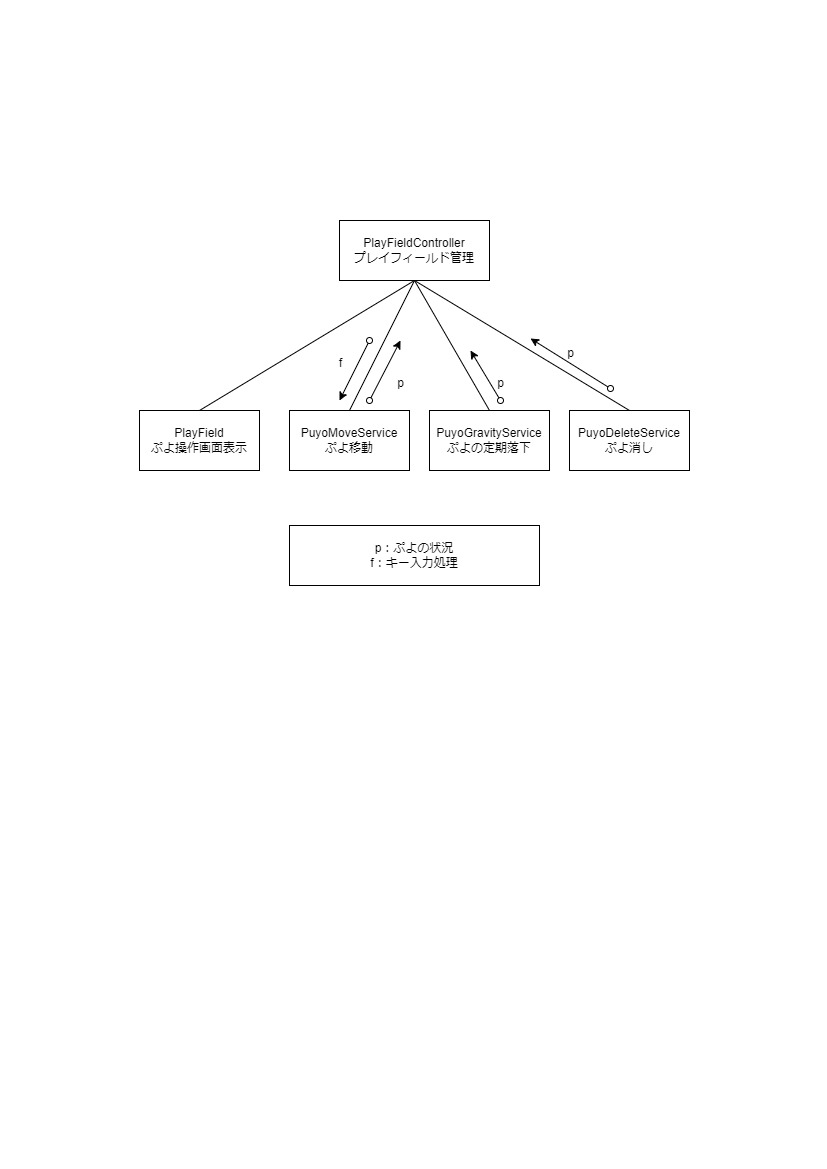 PlayFieldController
プレイフィールド管理
f
p
p
p
PlayField
ぷよ操作画面表示
PuyoMoveService
ぷよ移動
PuyoGravityService
ぷよの定期落下
PuyoDeleteService
ぷよ消し
p：ぷよの状況
f：キー入力処理